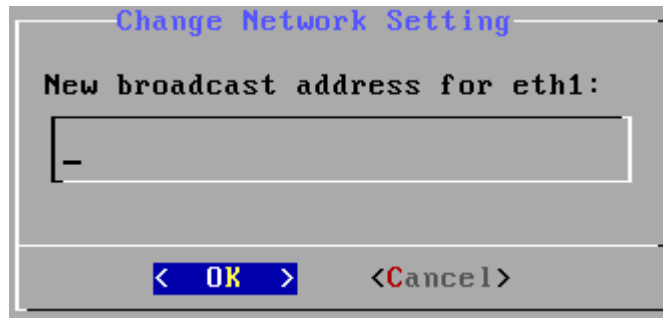 Change Network Setting
New broadcast address for eth1:
_
< OK > <Cancel>